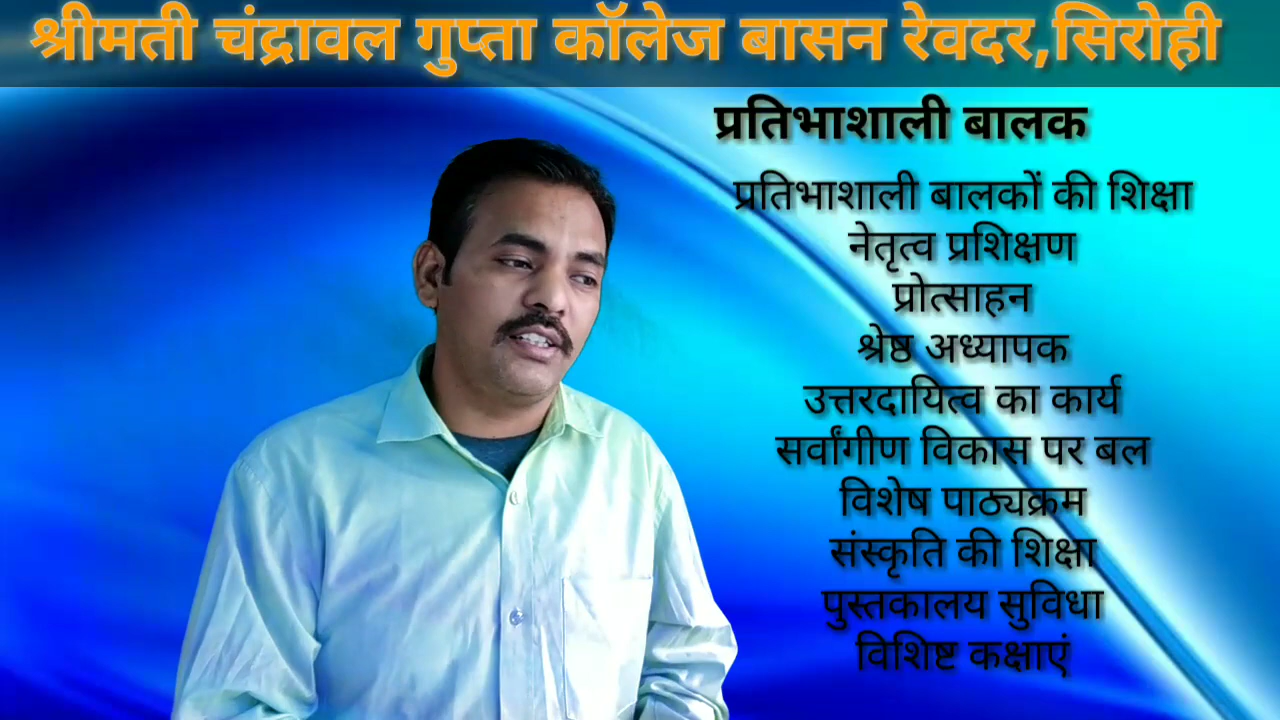 श्रीमती चंद्रावल गुप्ता कॉलेज बासन रेवदर,सिरोही
प्रतिभाशाली बालक
प्रतिभाशाली बालकों की शिक्षा
नेतृत्व प्रशिक्षण
प्रोत्साहन
श्रेष्ठ अध्यापक
उत्तरदायित्व का कार्य
सर्वांगीण विकास पर बल
विशेष पाठ्यक्रम
संस्कृति की शिक्षा
पुस्तकालय सुविधा
विशिष्ट कक्षाएं